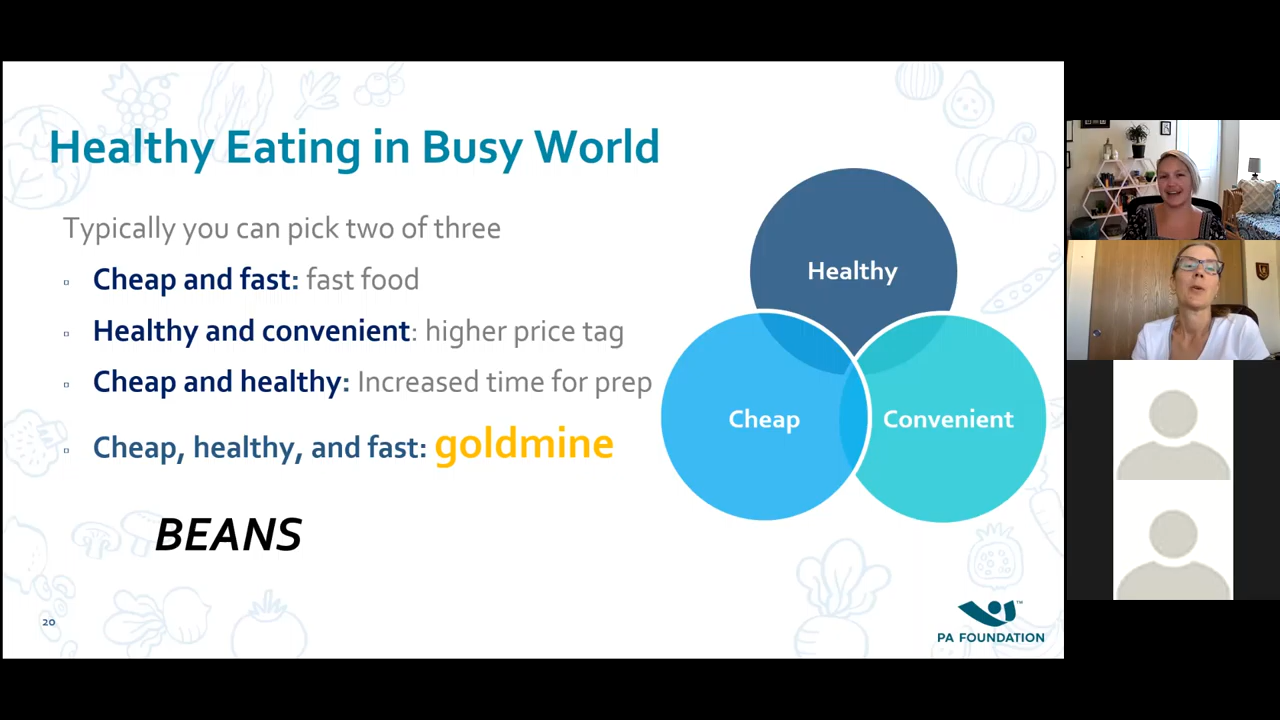 Healthy Eating in Busy World
Typically you can pick two of three
▫ Cheap and fast: fast food
▫ Healthy and convenient: higher price tag
▫ Cheap and healthy: Increased time for prep
▫ Cheap, healthy, and fast: goldmine
BEANS
Healthy
Cheap
Convenient
20
PA FOUNDATION™